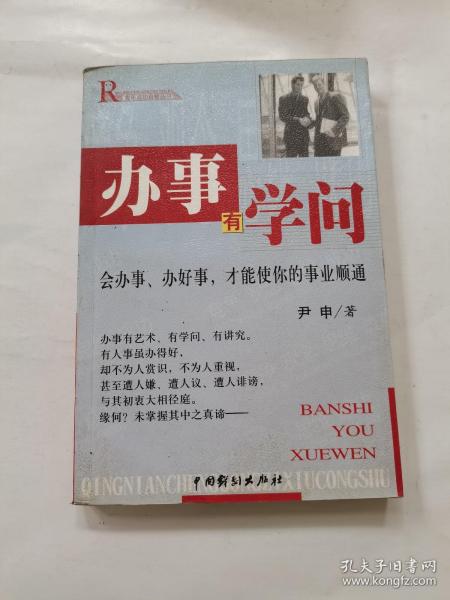 办事
有
学问
会办事、办好事，才能使你的事业顺通
尹申/著
办事有艺术、有学问、有讲究。
有人事虽办得好，
却不为人赏识，不为人重视，
甚至遭人嫌、遭人议、遭人诽谤，
与其初衷大相径庭。
缘何？未掌握其中之真谛——
BANSHI
YOU
XUEWEN
中国戏剧出版社
孔夫子旧书网
www.kongfz.com